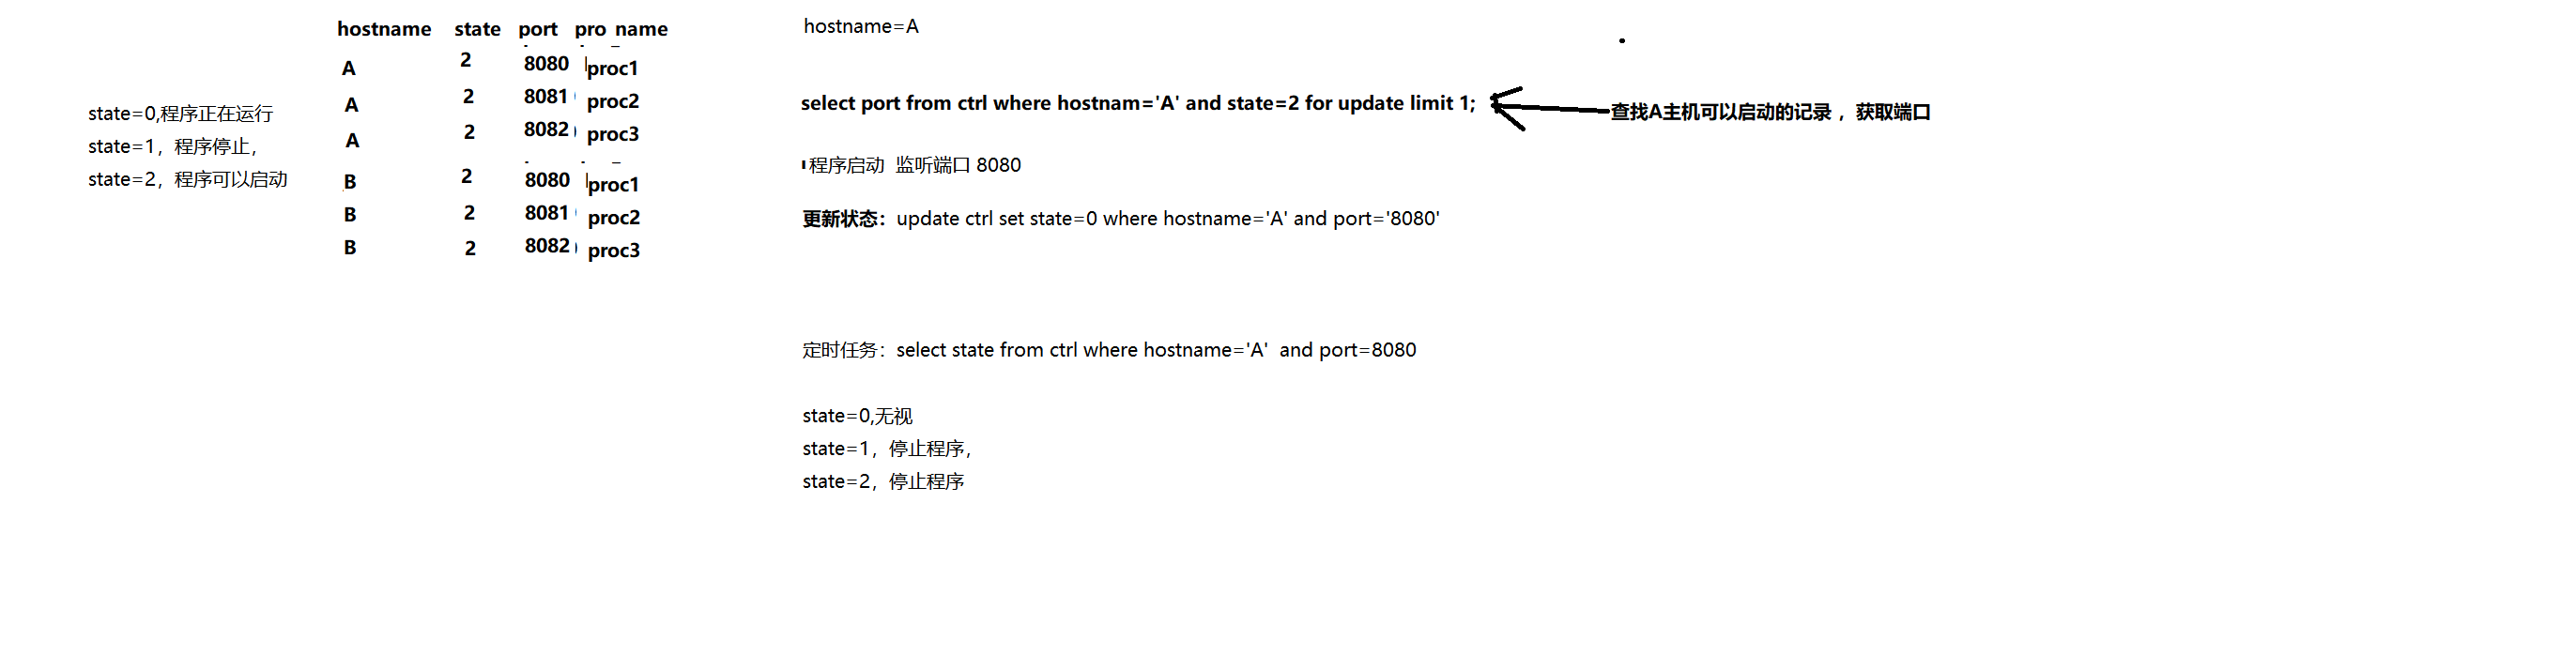 hostname state port pro_name
A 2 8080 proc1
A 2 8081 proc2
A 2 8082 proc3
B 2 8080 proc1
B 2 8081 proc2
B 2 8082 proc3
state=0,程序正在运行
state=1，程序停止，
state=2，程序可以启动
hostname=A
select port from ctrl where hostnam='A' and state=2 for update limit 1;
查找A主机可以启动的记录 ，获取端口
程序启动 监听端口 8080
更新状态：update ctrl set state=0 where hostname='A' and port='8080'
定时任务：select state from ctrl where hostname='A' and port=8080
state=0,无视
state=1，停止程序，
state=2，停止程序